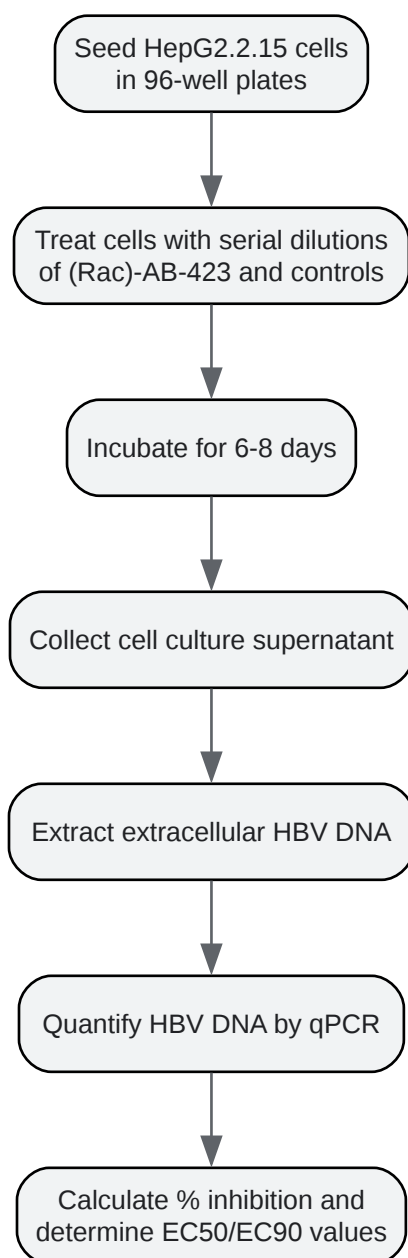 Seed HepG2.2.15 cells
in 96-well plates
Treat cells with serial dilutions
of (Rac)-AB-423 and controls
Incubate for 6-8 days
Collect cell culture supernatant
Extract extracellular HBV DNA
Quantify HBV DNA by qPCR
Calculate % inhibition and
determine EC50/EC90 values